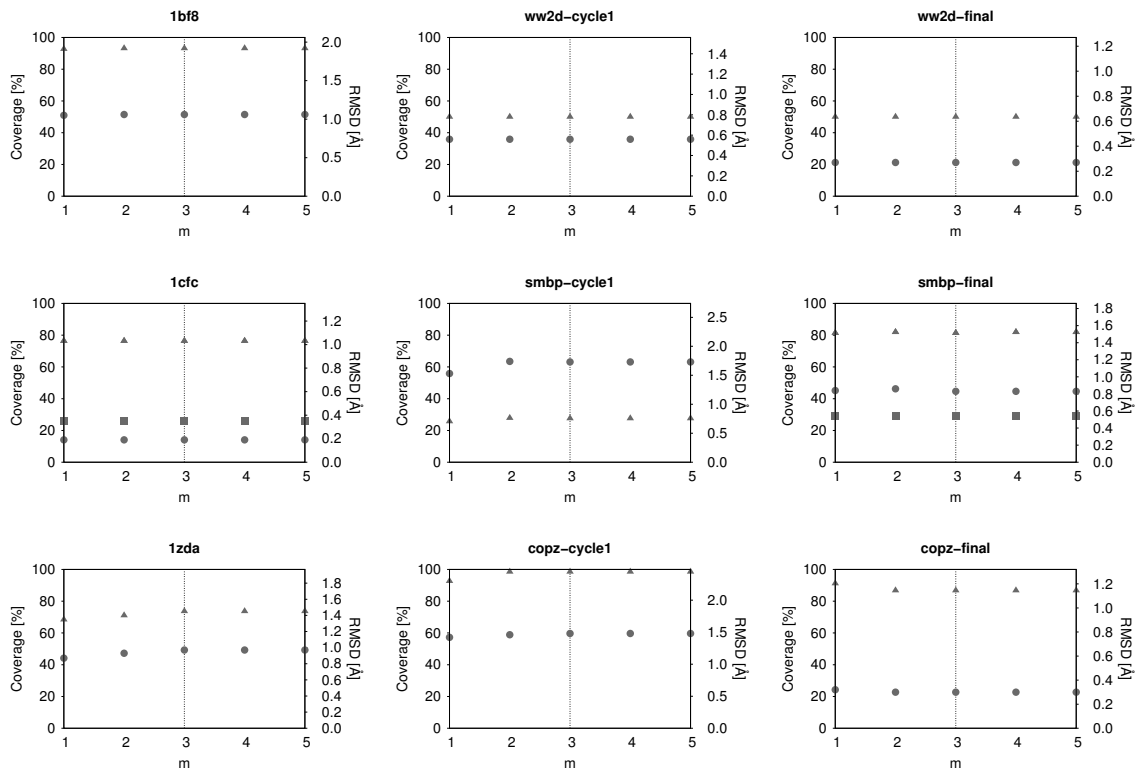 1bf8
100
80
60
40
20
0
Coverage [%]
2.0
1.5
1.0
0.5
0.0
RMSD [Å]
1 2 3 4 5
m
ww2d−cycle1
100
80
60
40
20
0
Coverage [%]
1.4
1.2
1.0
0.8
0.6
0.4
0.2
0.0
RMSD [Å]
1 2 3 4 5
m
ww2d−final
100
80
60
40
20
0
Coverage [%]
1.2
1.0
0.8
0.6
0.4
0.2
0.0
RMSD [Å]
1 2 3 4 5
m
1cfc
100
80
60
40
20
0
Coverage [%]
1.2
1.0
0.8
0.6
0.4
0.2
0.0
RMSD [Å]
1 2 3 4 5
m
smbp−cycle1
100
80
60
40
20
0
Coverage [%]
2.5
2.0
1.5
1.0
0.5
0.0
RMSD [Å]
1 2 3 4 5
m
smbp−final
100
80
60
40
20
0
Coverage [%]
1.8
1.6
1.4
1.2
1.0
0.8
0.6
0.4
0.2
0.0
RMSD [Å]
1 2 3 4 5
m
1zda
100
80
60
40
20
0
Coverage [%]
1.8
1.6
1.4
1.2
1.0
0.8
0.6
0.4
0.2
0.0
RMSD [Å]
1 2 3 4 5
m
copz−cycle1
100
80
60
40
20
0
Coverage [%]
2.0
1.5
1.0
0.5
0.0
RMSD [Å]
1 2 3 4 5
m
copz−final
100
80
60
40
20
0
Coverage [%]
1.2
1.0
0.8
0.6
0.4
0.2
0.0
RMSD [Å]
1 2 3 4 5
m